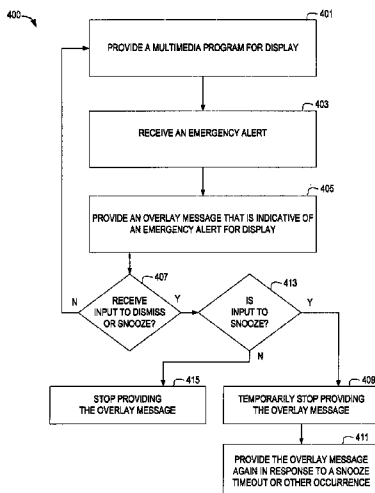 400
401
PROVIDE A MULTIMEDIA PROGRAM FOR DISPLAY
403
RECEIVE AN EMERGENCY ALERT
405
PROVIDE AN OVERLAY MESSAGE THAT IS INDICATIVE OF
AN EMERGENCY ALERT FOR DISPLAY
407
413
N
RECEIVE
INPUT TO DISMISS
OR SNOOZE?
Y
IS
INPUT TO
SNOOZE?
Y
N
415
STOP PROVIDING
THE OVERLAY MESSAGE
409
TEMPORARILY STOP PROVIDING
THE OVERLAY MESSAGE
411
PROVIDE THE OVERLAY MESSAGE
AGAIN IN RESPONSE TO A SNOOZE
TIMEOUT OR OTHER OCCURRENCE